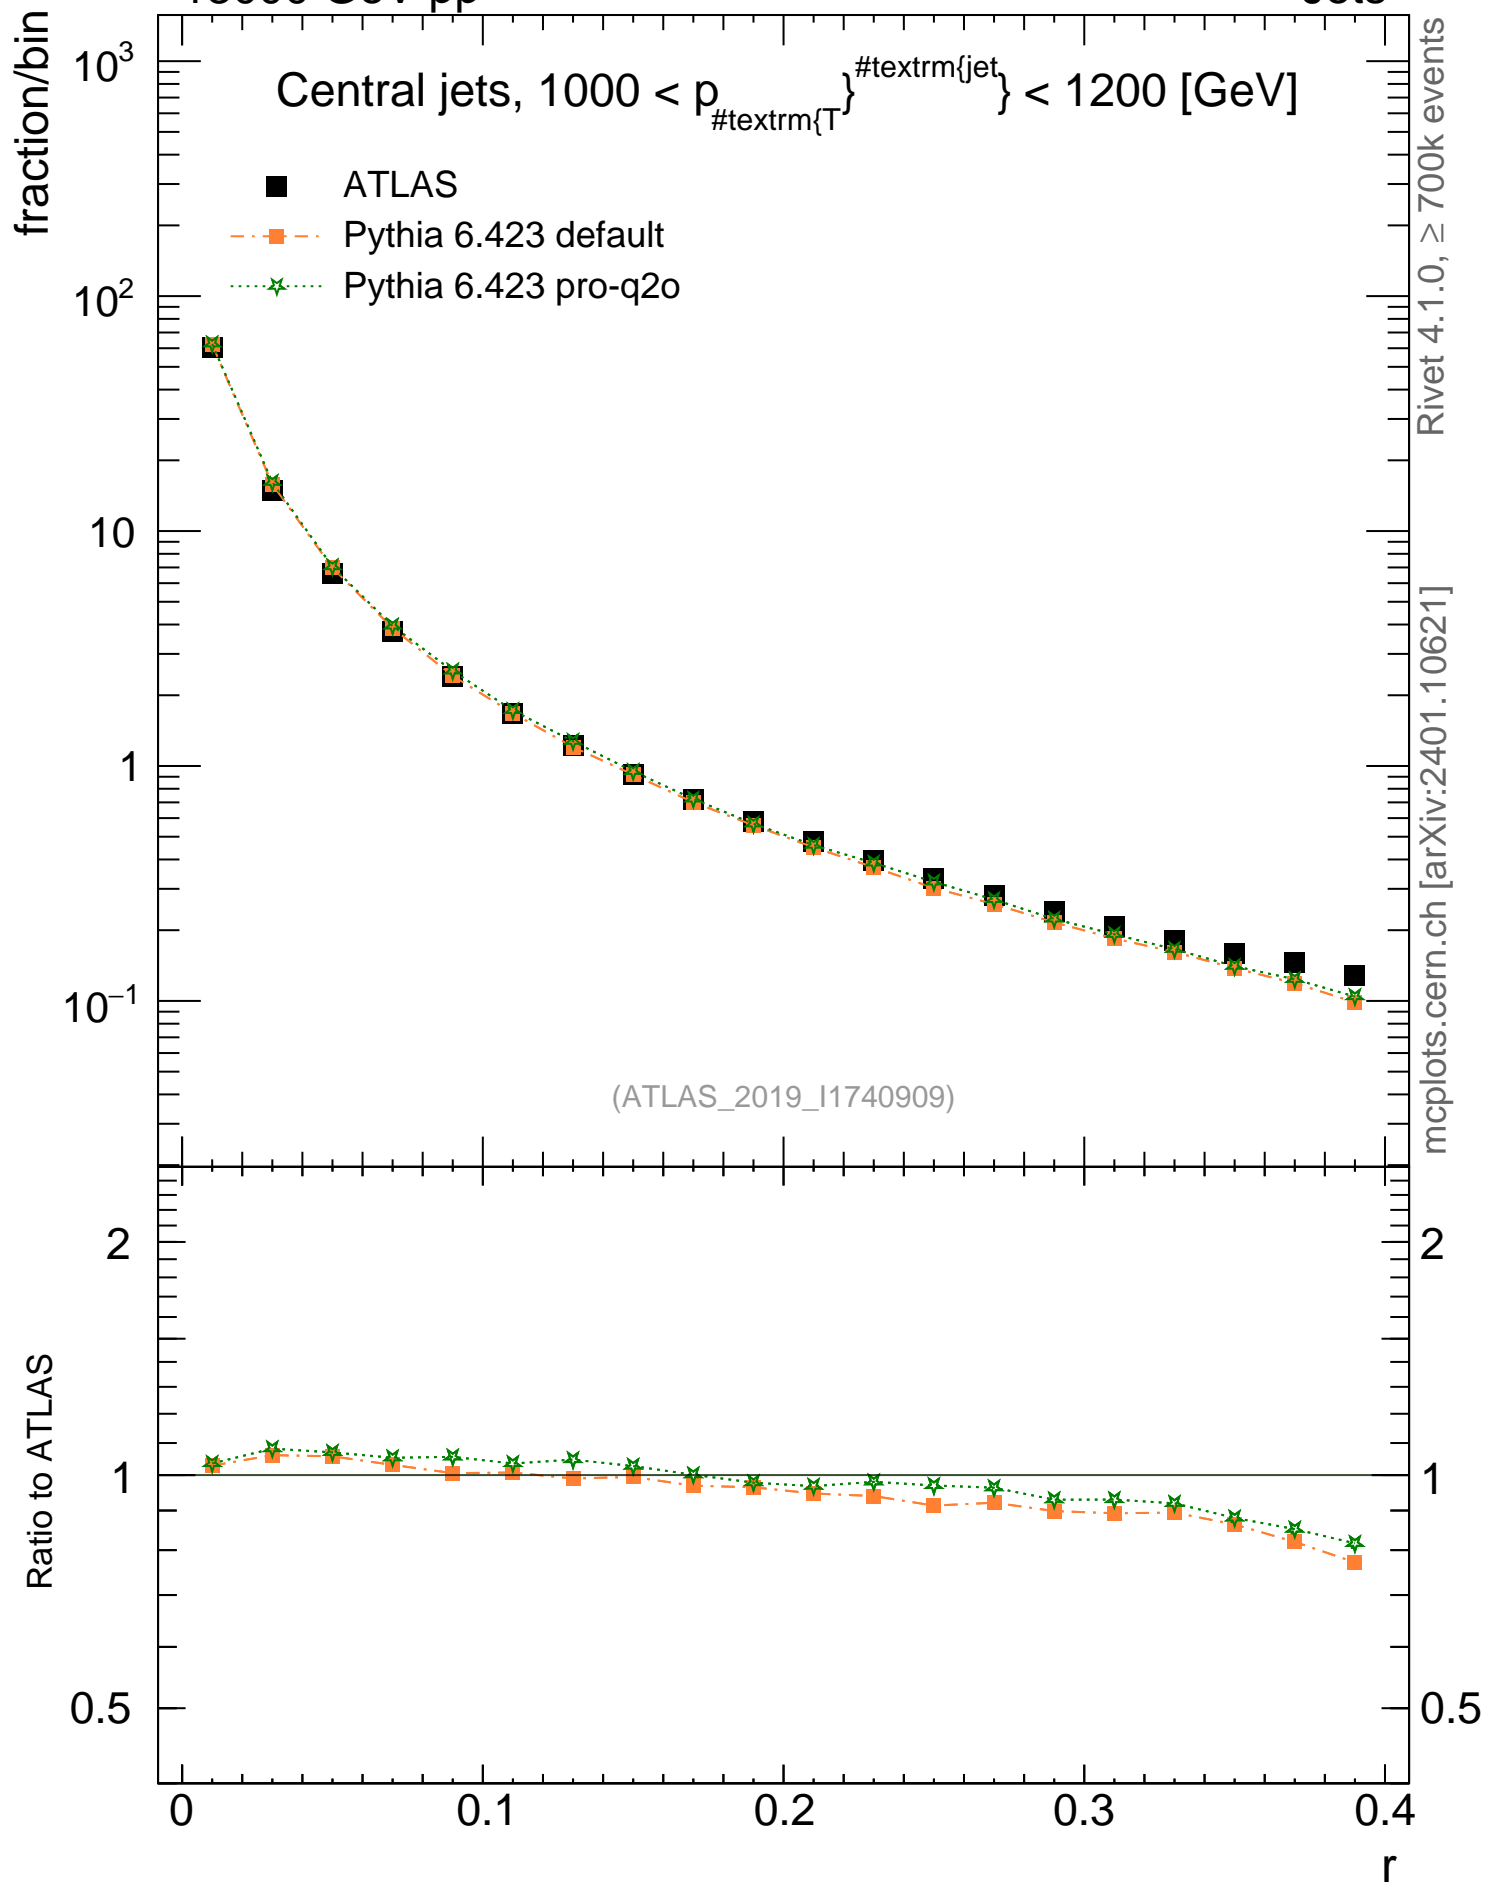 Central jets, 1000 < p_#textrm{T}^#textrm{jet} < 1200 [GeV]
fraction/bin
ATLAS
Pythia 6.423 default
Pythia 6.423 pro-q2o
10³
10²
10
1
10⁻¹
(ATLAS_2019_I1740909)
Rivet 4.1.0, ≥ 700k events
mcplots.cern.ch [arXiv:2401.10621]
Ratio to ATLAS
2
1
0.5
2
1
0.5
0 0.1 0.2 0.3 0.4
r